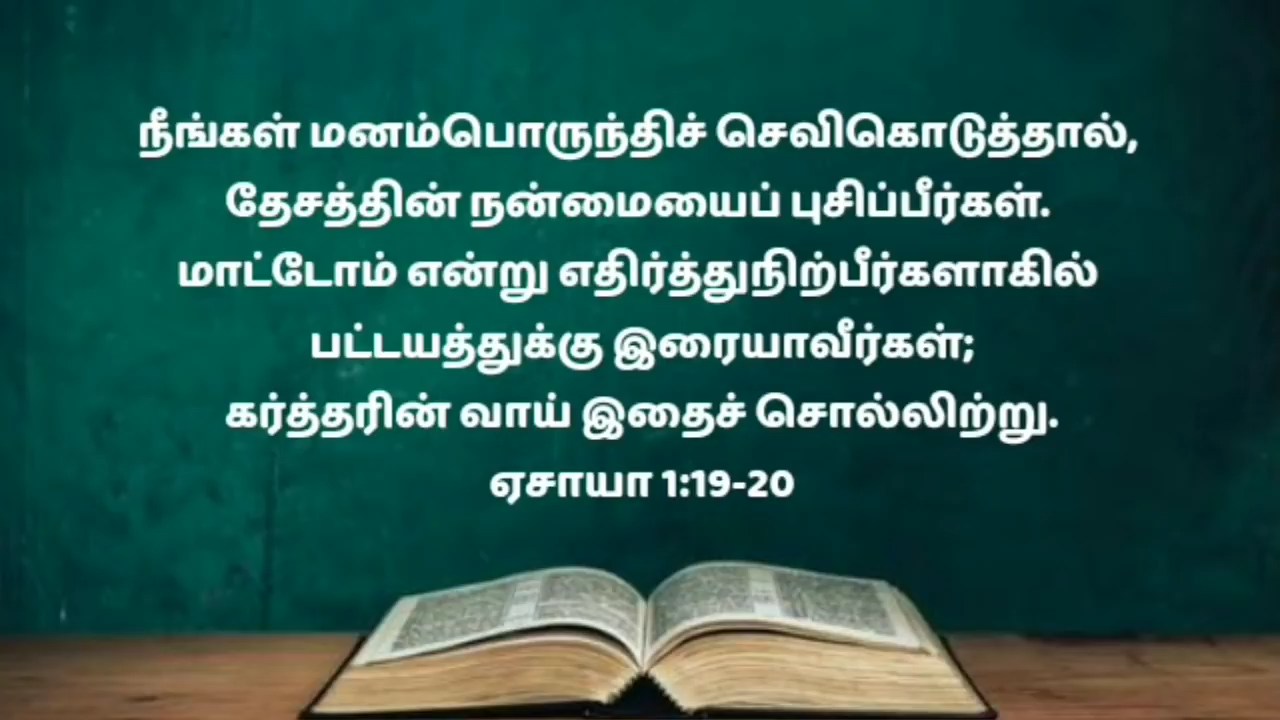 நீங்கள் மனம்பொருந்திச் செவிகொடுத்தால்,
தேசத்தின் நன்மையைப் புசிப்பீர்கள்.
மாட்டோம் என்று எதிர்த்துநிற்பீர்களாகில்
பட்டயத்துக்கு இரையாவீர்கள்;
கர்த்தரின் வாய் இதைச் சொல்லிற்று.
ஏசாயா 1:19-20